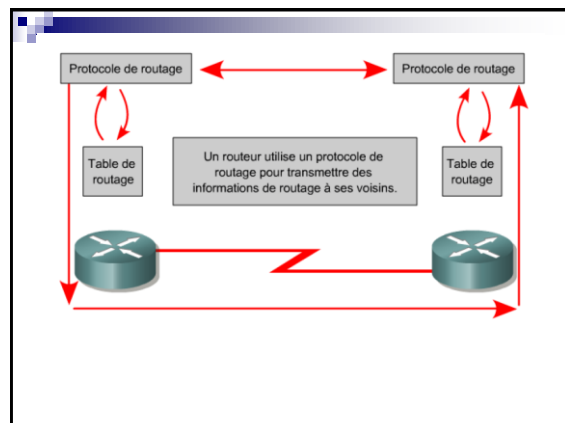 Protocole de routage
Protocole de routage
Table de
routage
Un routeur utilise un protocole de
routage pour transmettre des
informations de routage à ses voisins.
Table de
routage